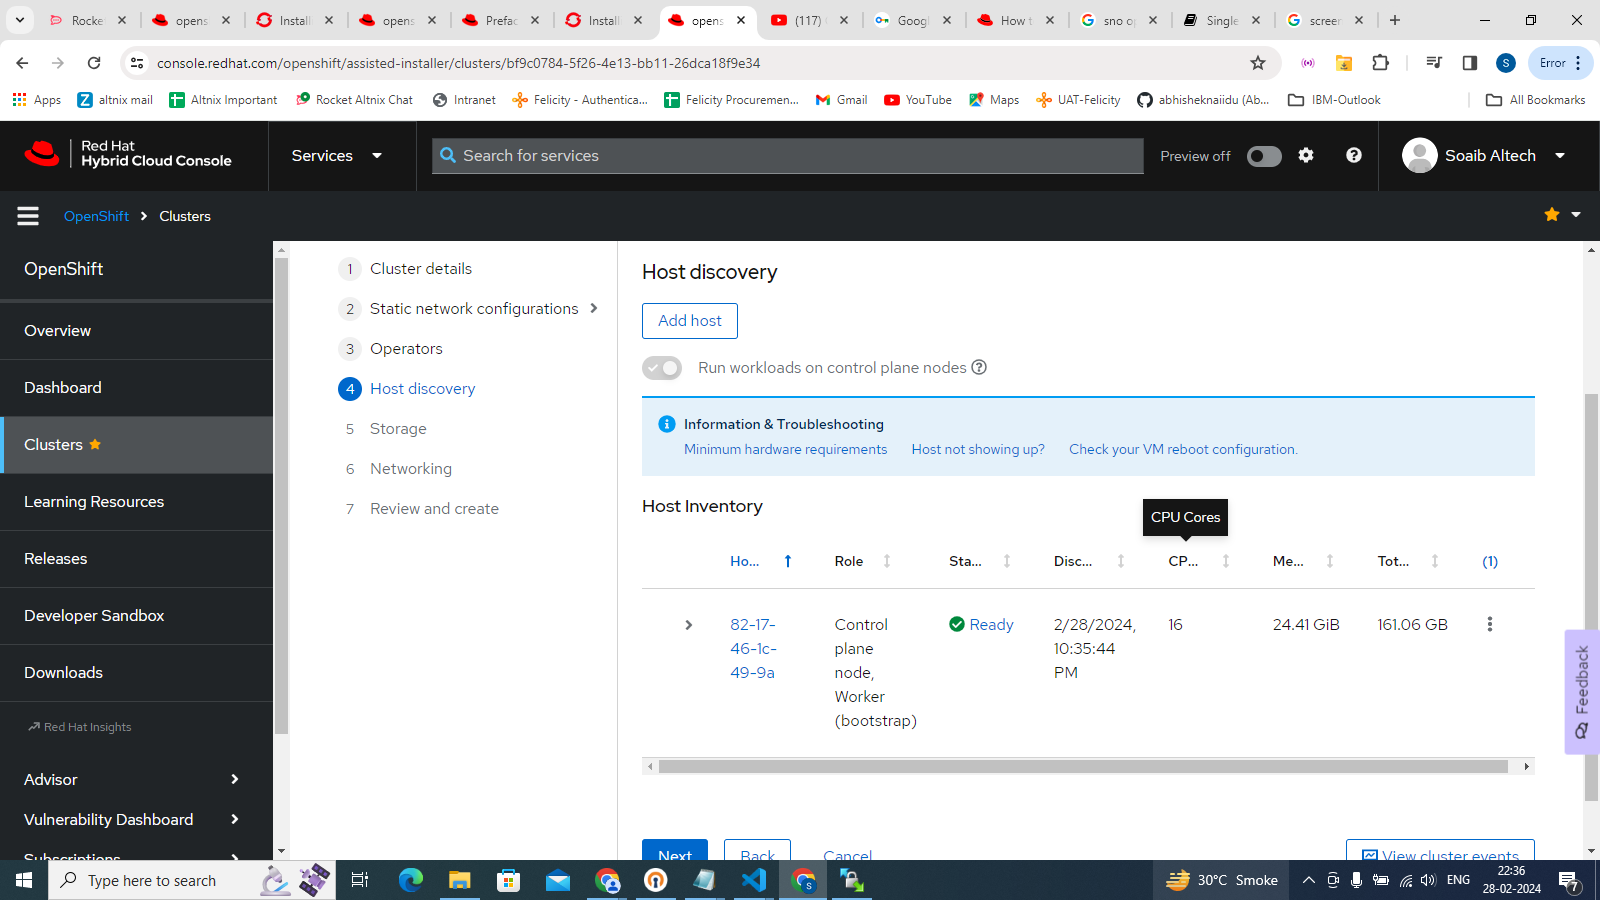 Rocke
opens
Install
opens
Prefac
Install
opens
(117)
Goog
How t
sno o
Single
screen
console.redhat.com/openshift/assisted-installer/clusters/bf9c0784-5f26-4e13-bb11-26dca18f9e34
S
Error
Apps
altnix mail
Altnix Important
Rocket Altnix Chat
Intranet
Felicity - Authentica...
Felicity Procuremen...
Gmail
YouTube
Maps
UAT-Felicity
abhisheknaiidu (Ab...
IBM-Outlook
All Bookmarks
Red Hat
Hybrid Cloud Console
Services
Search for services
Preview off
Soaib Altech
OpenShift
Clusters
OpenShift
Overview
Dashboard
Clusters
Learning Resources
Releases
Developer Sandbox
Downloads
Red Hat Insights
Advisor
Vulnerability Dashboard
Subscriptions
1 Cluster details
2 Static network configurations
3 Operators
4 Host discovery
5 Storage
6 Networking
7 Review and create
Host discovery
Add host
Run workloads on control plane nodes
Information & Troubleshooting
Minimum hardware requirements Host not showing up? Check your VM reboot configuration.
Host Inventory
CPU Cores
Ho... Role Sta... Disc... CP... Me... Tot... (1)
82-17-
46-1c-
49-9a
Control
plane
node,
Worker
(bootstrap)
Ready
2/28/2024,
10:35:44
PM
16
24.41 GiB
161.06 GB
Next
Back
Cancel
View cluster events
Feedback
Type here to search
30°C Smoke
ENG
22:36
28-02-2024
7